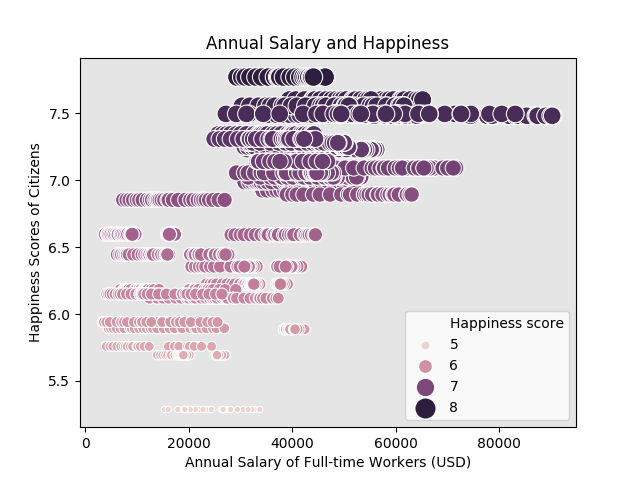 Annual Salary and Happiness
Happiness Scores of Citizens
7.5
7.0
6.5
6.0
5.5
Happiness score
5
6
7
8
0 20000 40000 60000 80000
Annual Salary of Full-time Workers (USD)